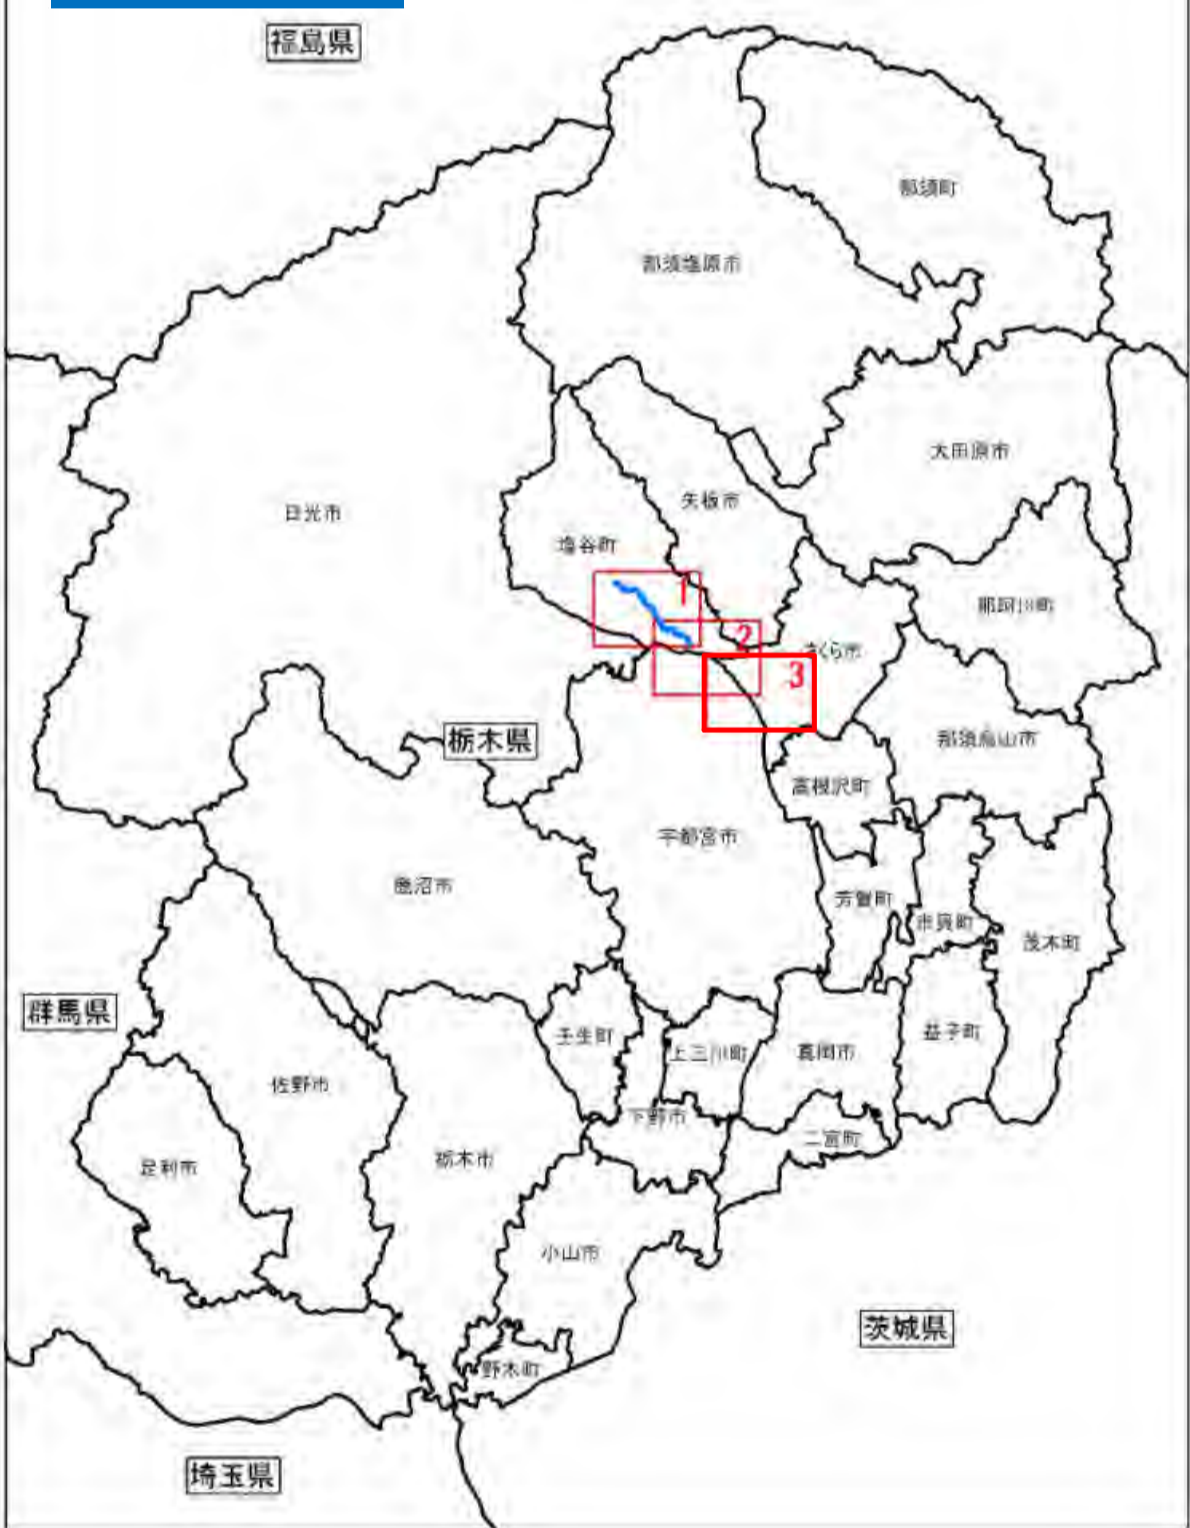 福島県
那須町
那須塩原市
大田原市
矢板市
日光市
塩谷町
1
那珂川町
2
さくら市
3
栃木県
那須烏山市
高根沢町
宇都宮市
鹿沼市
芳賀町
市貝町
茂木町
群馬県
壬生町
上三川町
真岡市
益子町
佐野市
下野市
二宮町
栃木市
足利市
小山市
茨城県
野木町
埼玉県